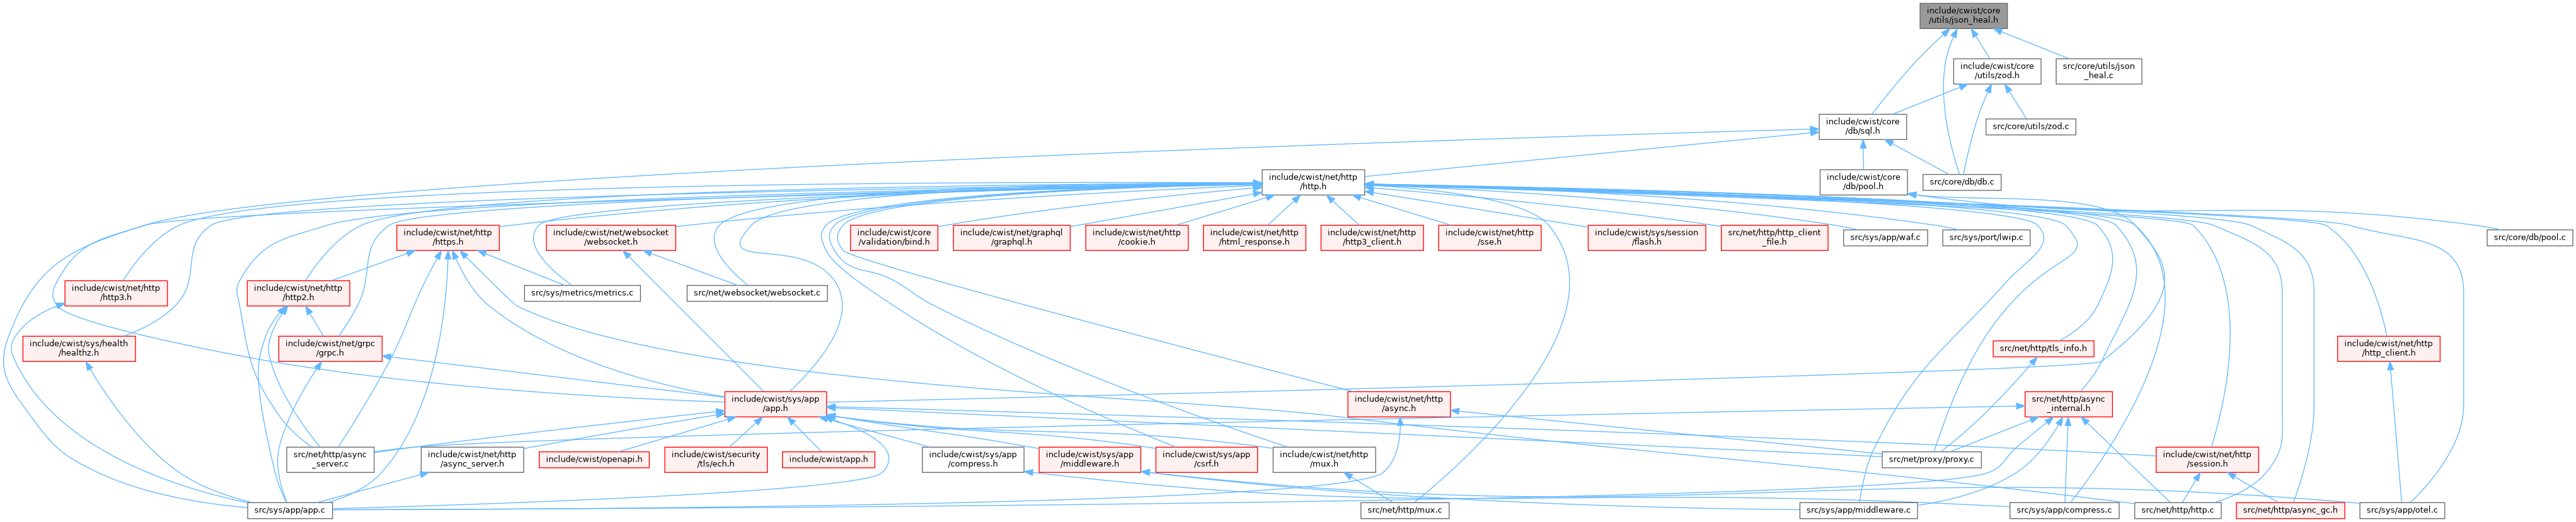 include/cwist/core
/utils/json_heal.h
include/cwist/core
/utils/zod.h
src/core/utils/json
_heal.c
include/cwist/core
/db/sql.h
src/core/utils/zod.c
include/cwist/net/http
/http.h
include/cwist/core
/db/pool.h
src/core/db/db.c
include/cwist/net/http
/https.h
include/cwist/net/websocket
/websocket.h
include/cwist/core
/validation/bind.h
include/cwist/net/graphql
/graphql.h
include/cwist/net/http
/cookie.h
include/cwist/net/http
/html_response.h
include/cwist/net/http
/http3_client.h
include/cwist/net/http
/sse.h
include/cwist/sys/session
/flash.h
src/net/http/http_client
_file.h
src/sys/app/waf.c
src/sys/port/lwip.c
src/core/db/pool.c
include/cwist/net/http
/http3.h
include/cwist/net/http
/http2.h
src/sys/metrics/metrics.c
src/net/websocket/websocket.c
include/cwist/sys/health
/healthz.h
include/cwist/net/grpc
/grpc.h
src/net/http/tls_info.h
include/cwist/net/http
/http_client.h
include/cwist/sys/app
/app.h
include/cwist/net/http
/async.h
src/net/http/async
_internal.h
src/net/http/async
_server.c
include/cwist/net/http
/async_server.h
include/cwist/openapi.h
include/cwist/security
/tls/ech.h
include/cwist/app.h
include/cwist/sys/app
/compress.h
include/cwist/sys/app
/middleware.h
include/cwist/sys/app
/csrf.h
include/cwist/net/http
/mux.h
src/net/proxy/proxy.c
include/cwist/net/http
/session.h
src/sys/app/app.c
src/net/http/mux.c
src/sys/app/middleware.c
src/sys/app/compress.c
src/net/http/http.c
src/net/http/async_gc.h
src/sys/app/otel.c